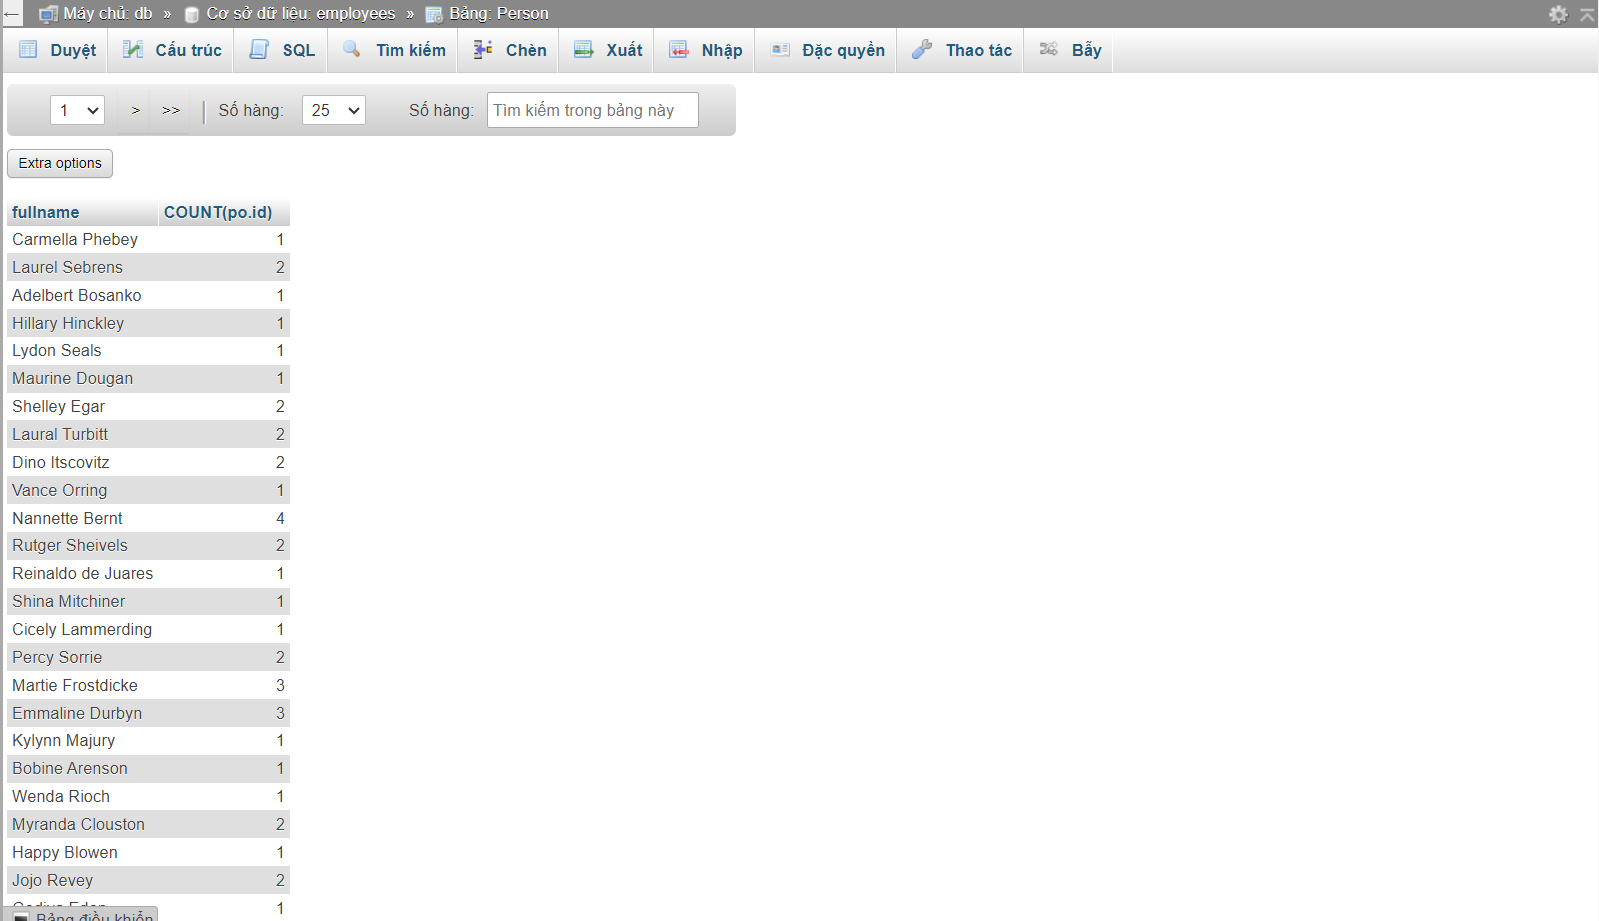 ← Máy chủ: db » Cơ sở dữ liệu: employees » Bảng: Person
Duyệt Cấu trúc SQL Tìm kiếm Chèn Xuất Nhập Đặc quyền Thao tác Bẫy
1 > >> | Số hàng: 25 Số hàng: Tìm kiếm trong bảng này
Extra options
fullname COUNT(po.id)
Carmella Phebey 1
Laurel Sebrens 2
Adelbert Bosanko 1
Hillary Hinckley 1
Lydon Seals 1
Maurine Dougan 1
Shelley Egar 2
Laural Turbitt 2
Dino Itscovitz 2
Vance Orring 1
Nannette Bernt 4
Rutger Sheivels 2
Reinaldo de Juares 1
Shina Mitchiner 1
Cicely Lammerding 1
Percy Sorrie 2
Martie Frostdicke 3
Emmaline Durbyn 3
Kylynn Majury 1
Bobine Arenson 1
Wenda Rioch 1
Myranda Clouston 2
Happy Blowen 1
Jojo Revey 2
1
Bảng điều khiển